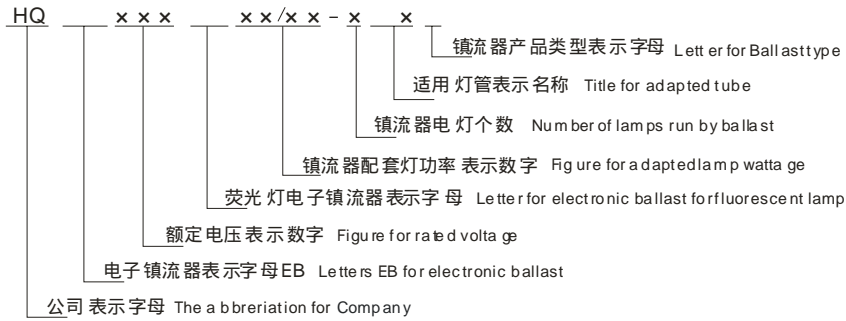 HQ ××× ××/××-× ×
镇流器产品类型表示字母 Letter for Ballast type
适用灯管表示名称 Title for adapted tube
镇流器电灯个数 Number of lamps run by ballast
镇流器配套灯功率表示数字 Figure for adapted lamp wattage
荧光灯电子镇流器表示字母 Letter for electronic ballast for fluorescent lamp
额定电压表示数字 Figure for rated voltage
电子镇流器表示字母EB Letters EB for electronic ballast
公司表示字母 The abbreriation for Company